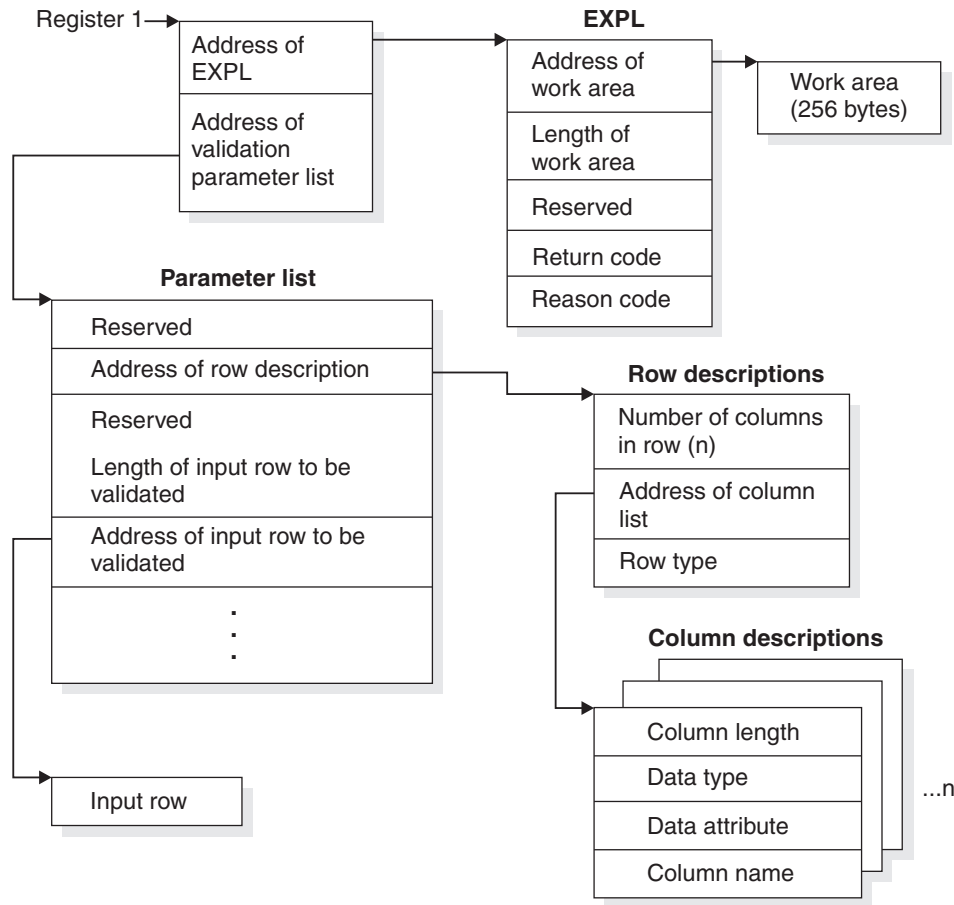 Register 1
Address of
EXPL
Address of
validation
parameter list
EXPL
Address of
work area
Length of
work area
Reserved
Return code
Reason code
Work area
(256 bytes)
Parameter list
Reserved
Address of row description
Reserved
Length of input row to be
validated
Address of input row to be
validated
.
.
.
Row descriptions
Number of columns
in row (n)
Address of column
list
Row type
Column descriptions
Column length
Data type
Data attribute
Column name
...n
Input row